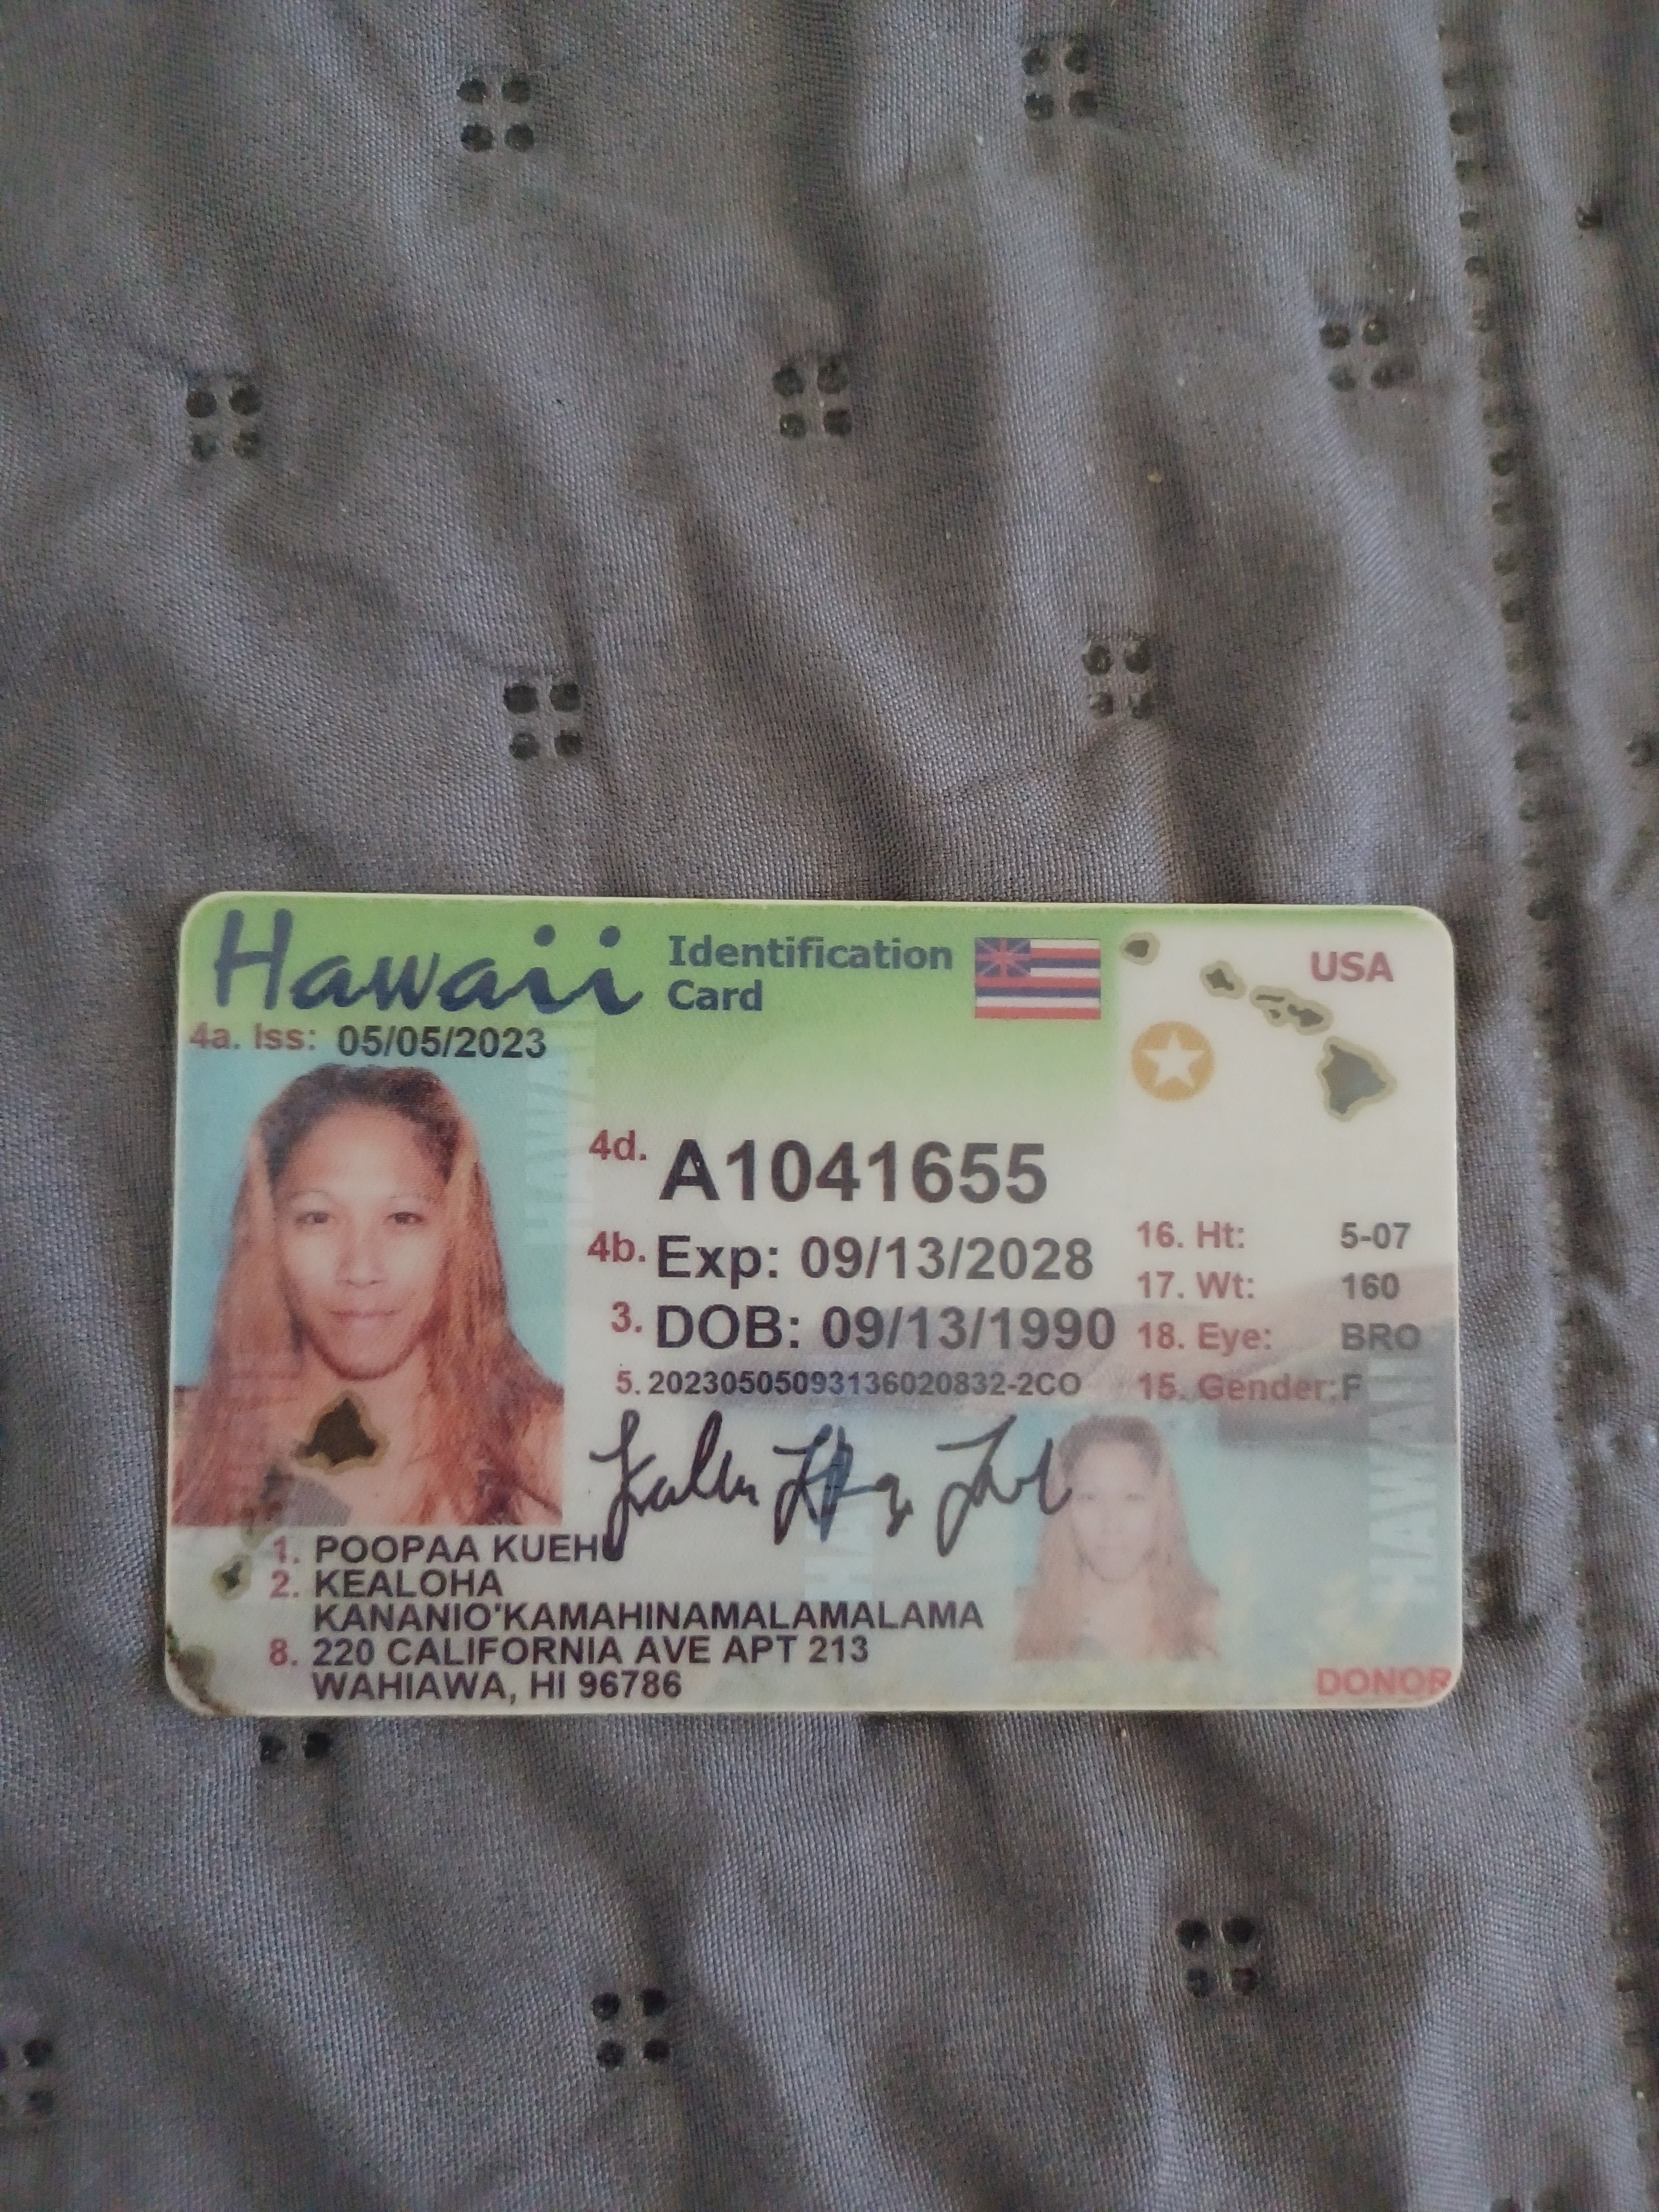 Hawaii Identification Card
USA
4a. Iss: 05/05/2023
4d. A1041655
4b. Exp: 09/13/2028
3. DOB: 09/13/1990
5. 20230505093136020832-2CO
16. Ht: 5-07
17. Wt: 160
18. Eye: BRO
15. Gender: F
1. POOPAA KUEHU
2. KEALOHA
KANANIO'KAMAHINAMALAMALAMA
8. 220 CALIFORNIA AVE APT 213
WAHIAWA, HI 96786
DONOR
HAWAII
HAWAII